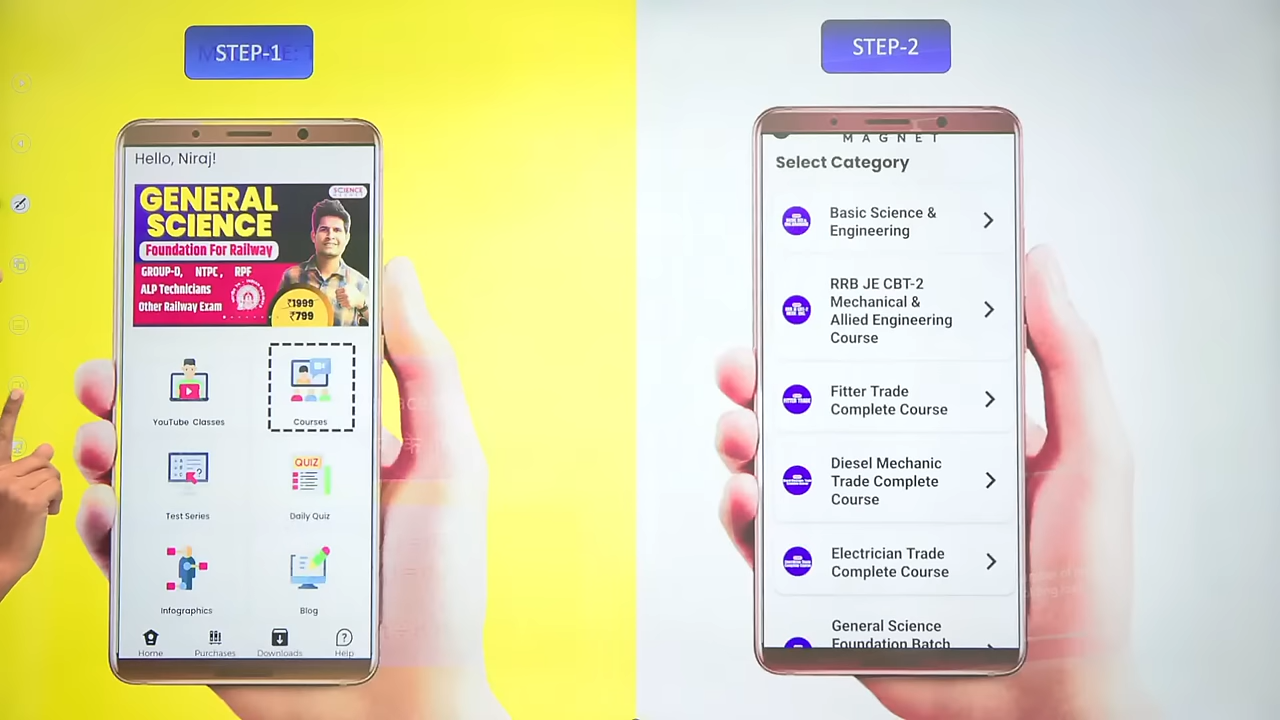 STEP-1
Hello, Niraj!
GENERAL
SCIENCE
SCIENCE
Foundation For Railway
GROUP-D, NTPC, RPF
ALP Technicians
Other Railway Exam
₹1999
₹799
YouTube Classes
Courses
QUIZ
Test Series
Daily Quiz
Infographics
Blog
Home
Purchases
Downloads
Help
STEP-2
MAGNET
Select Category
Basic Science &
Engineering
RRB JE CBT-2
Mechanical &
Allied Engineering
Course
Fitter Trade
Complete Course
Diesel Mechanic
Trade Complete
Course
Electrician Trade
Complete Course
General Science
Foundation Batch